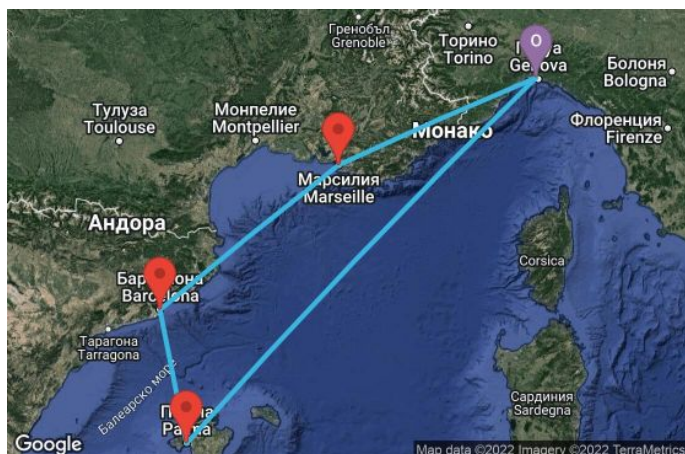 Гренобъл
Grenoble
Торино
Torino
O
Genova
Болоня
Bologna
Тулуза
Toulouse
Монпелие
Montpellier
Монако
Флоренция
Firenze
Марсилия
Marseille
Андора
Corsica
Barcelona
Тарагона
Tarragona
Балеарско море
Сардиния
Sardegna
Google
Map data ©2022 Imagery ©2022 TerraMetrics